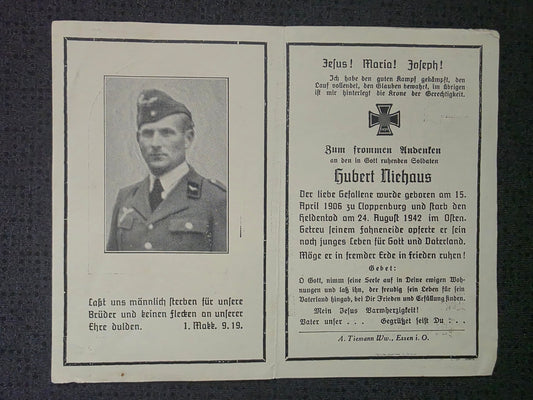 Laßt uns männlich sterben für unsere
Brüder und keinen Flecken an unserer
Ehre dulden. 1. Makk. 9.19.
Jesus! Maria! Joseph!
Ich habe den guten Kampf gekämpft, den
Lauf vollendet, den Glauben bewahrt, im übrigen
ist mir hinterlegt die Krone der Gerechtigkeit.
Zum frommen Andenken
an den in Gott ruhenden Soldaten
Hubert Niehaus
Der liebe Gefallene wurde geboren am 15.
April 1906 zu Cloppenburg und starb den
Heldentod am 24. August 1942 im Osten.
Getreu seinem Fahneneide opferte er sein
noch junges Leben für Gott und Vaterland.
Möge er in fremder Erde in Frieden ruhen!
Gebet:
O Gott, nimm seine Seele auf in Deine ewigen Woh-
nungen und laß ihn, der freudig sein Leben für sein
Vaterland hingab, bei Dir Frieden und Erfüllung finden.
Mein Jesus Barmherzigkeit!
Vater unser . . . Gegrüßet seist Du . . .
A. Tiemann Ww., Essen i. O.